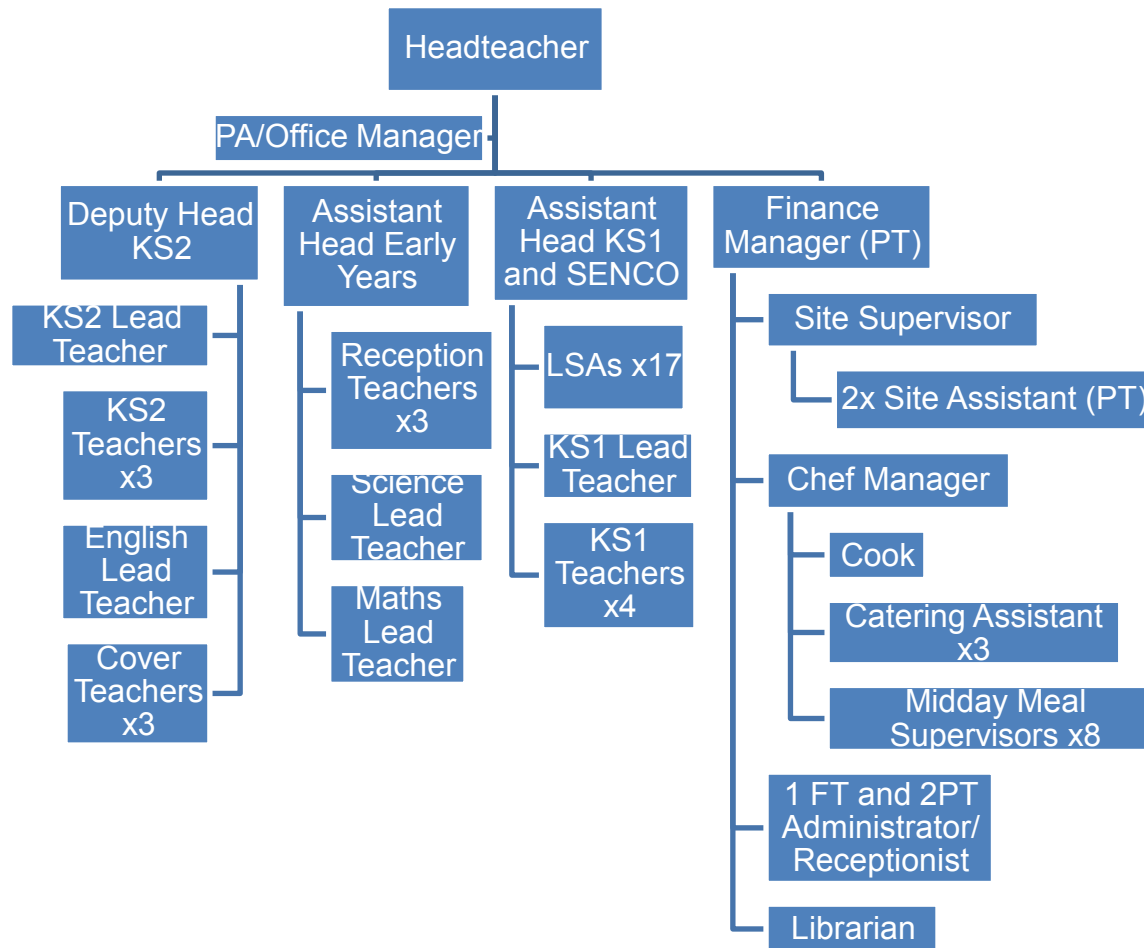 Headteacher
PA/Office Manager
Deputy Head
KS2
KS2 Lead
Teacher
KS2
Teachers
x3
English
Lead
Teacher
Cover
Teachers
x3
Assistant
Head Early
Years
Reception
Teachers
x3
Science
Lead
Teacher
Maths
Lead
Teacher
Assistant
Head KS1
and SENCO
LSAs x17
KS1 Lead
Teacher
KS1
Teachers
x4
Finance
Manager (PT)
Site Supervisor
2x Site Assistant (PT)
Chef Manager
Cook
Catering Assistant
x3
Midday Meal
Supervisors x8
1 FT and 2PT
Administrator/
Receptionist
Librarian